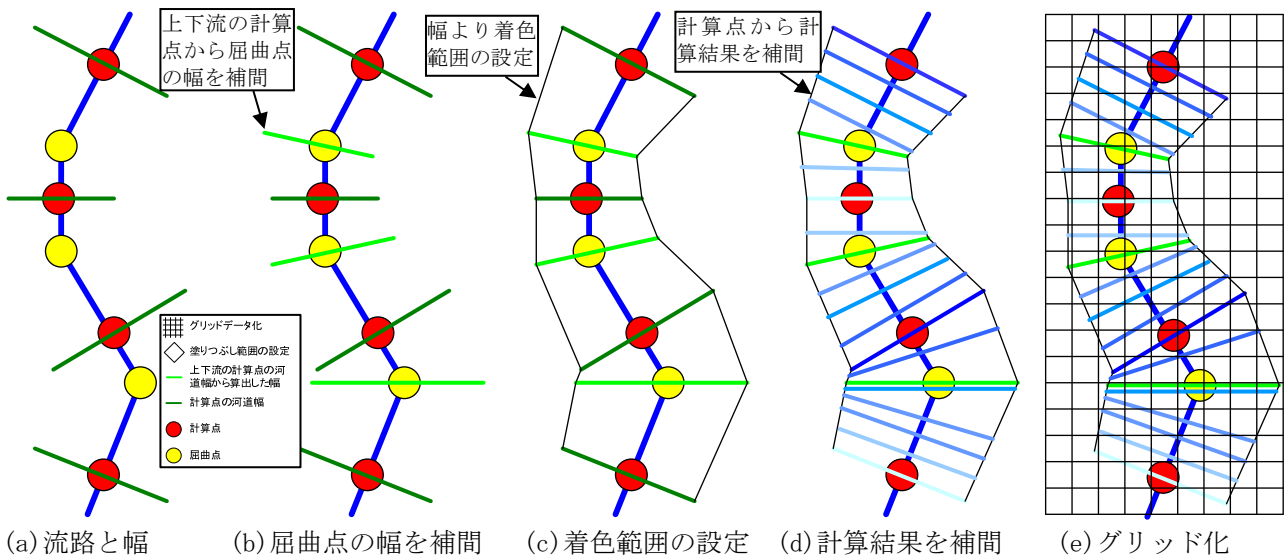 上下流の計算
点から屈曲点
の幅を補間
幅より着色
範囲の設定
計算点から計
算結果を補間
グリッドデータ化
塗りつぶし範囲の設定
上下流の計算点の河
道幅から算出した幅
計算点の河道幅
計算点
屈曲点
(a)流路と幅
(b)屈曲点の幅を補間
(c)着色範囲の設定
(d)計算結果を補間
(e)グリッド化